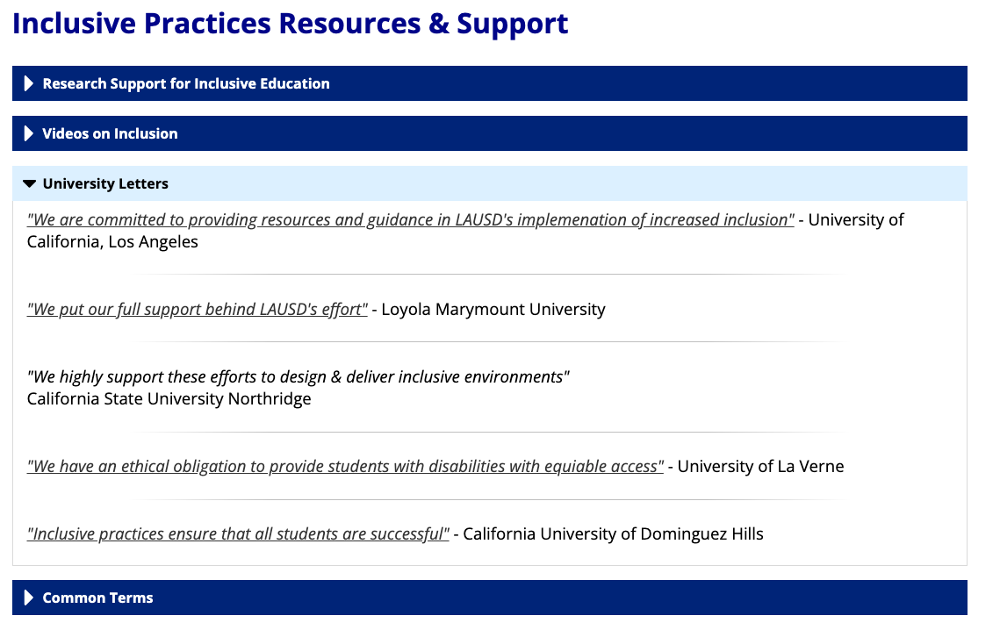 Inclusive Practices Resources & Support
Research Support for Inclusive Education
Videos on Inclusion
University Letters
"We are committed to providing resources and guidance in LAUSD's implemenation of increased inclusion" - University of
California, Los Angeles
"We put our full support behind LAUSD's effort" - Loyola Marymount University
"We highly support these efforts to design & deliver inclusive environments"
California State University Northridge
"We have an ethical obligation to provide students with disabilities with equiable access" - University of La Verne
"Inclusive practices ensure that all students are successful" - California University of Dominguez Hills
Common Terms